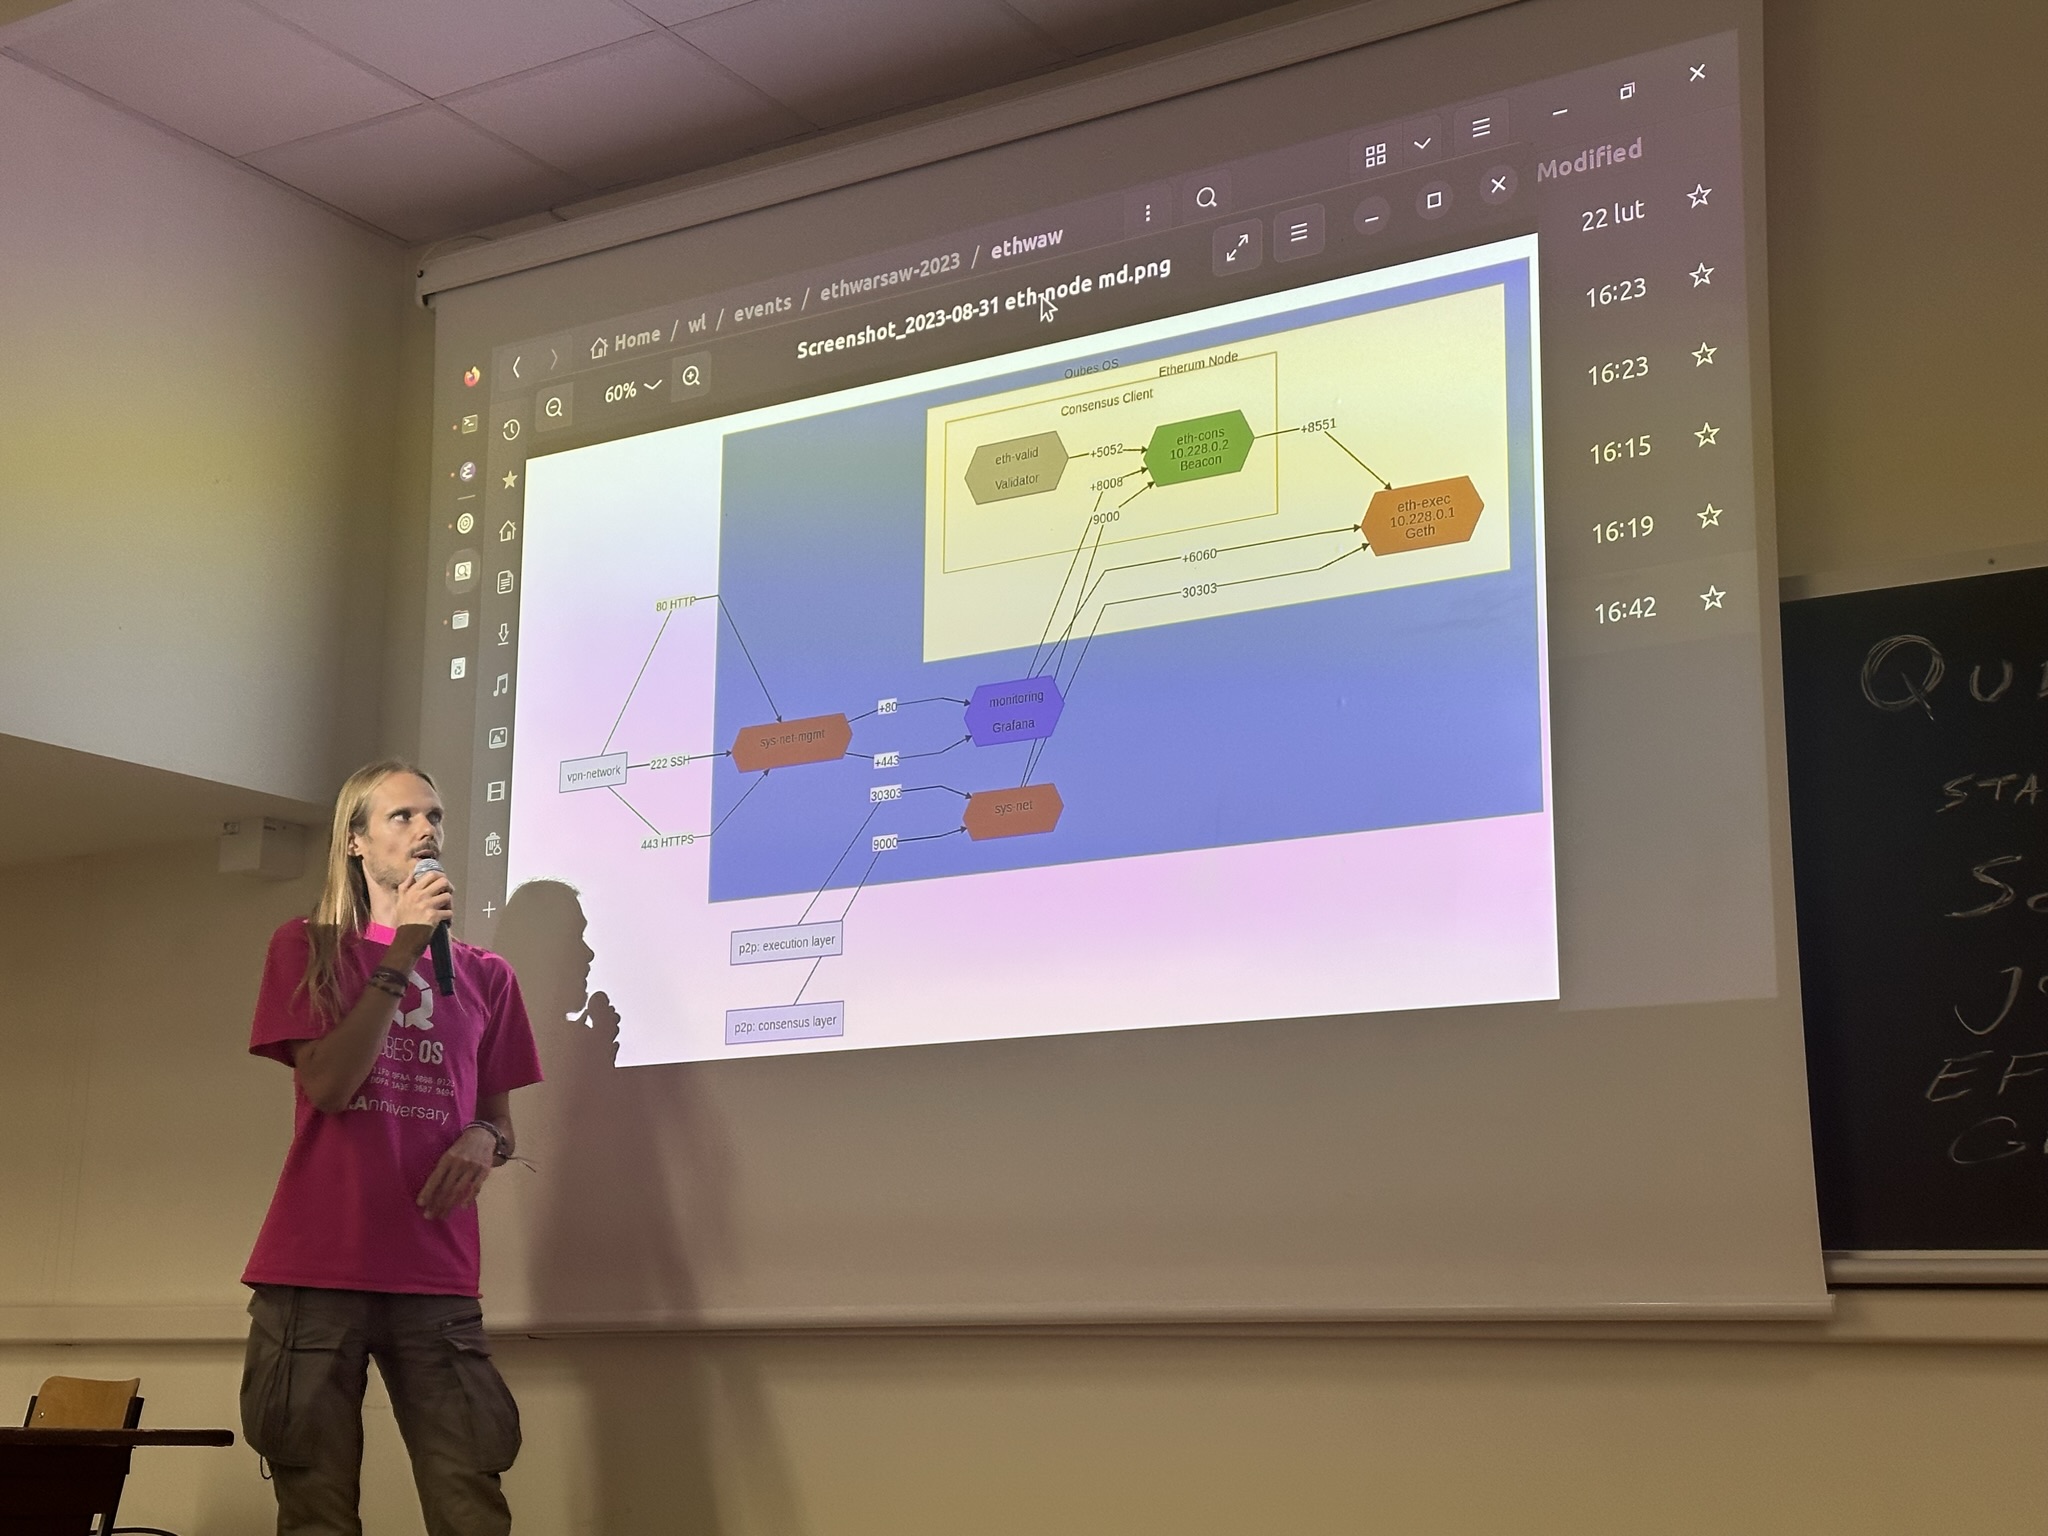 Home / wl / events / ethwarsaw-2023 / ethwaw
Modified
60%
Screenshot_2023-08-31 eth-node md.png
22 lut
16:23
16:23
16:15
16:19
16:42
Qubes OS
Etherum Node
Consensus Client
eth-valid
Validator
+5052
eth-cons
10.228.0.2
Beacon
+8551
+8008
9000
eth-exec
10.228.0.1
Geth
+6060
30303
80 HTTP
vpn-network
222 SSH
443 HTTPS
sys-net-mgmt
+80
+443
monitoring
Grafana
30303
9000
sys-net
p2p: execution layer
p2p: consensus layer
OS
Anniversary
QU
STA
S
J
EF
G